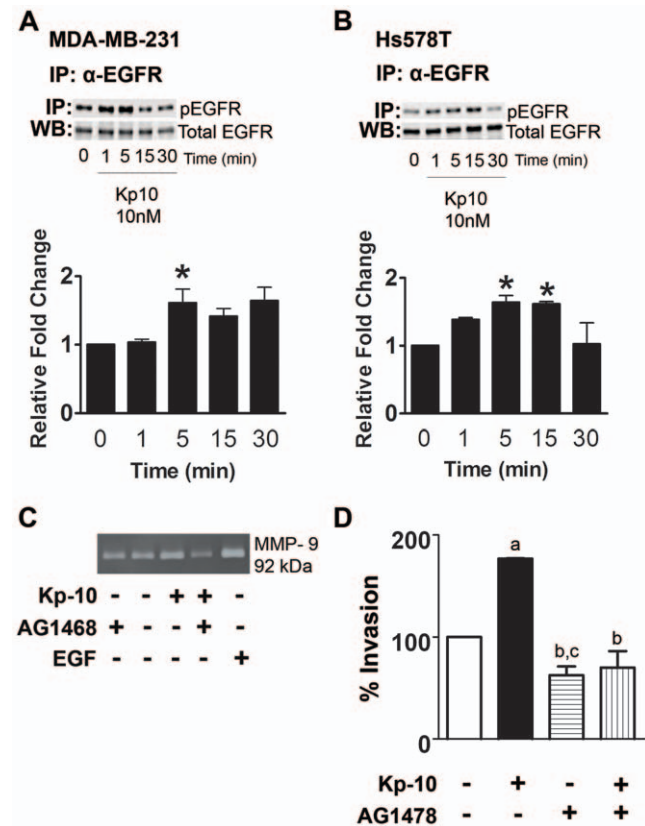 A
MDA-MB-231
IP: α-EGFR
IP: pEGFR
WB: Total EGFR
0 1 5 15 30 Time (min)
Kp10
10nM
Relative Fold Change
2
1
0
* 
0 1 5 15 30
Time (min)
B
Hs578T
IP: α-EGFR
IP: pEGFR
WB: Total EGFR
0 1 5 15 30 Time (min)
Kp10
10nM
Relative Fold Change
2
1
0
* *
0 1 5 15 30
Time (min)
C
MMP- 9
92 kDa
Kp-10 - - + + -
AG1468 + - - + -
EGF - - - - +
D
% Invasion
200
100
0
a
b,c
b
Kp-10 - + - +
AG1478 - - + +